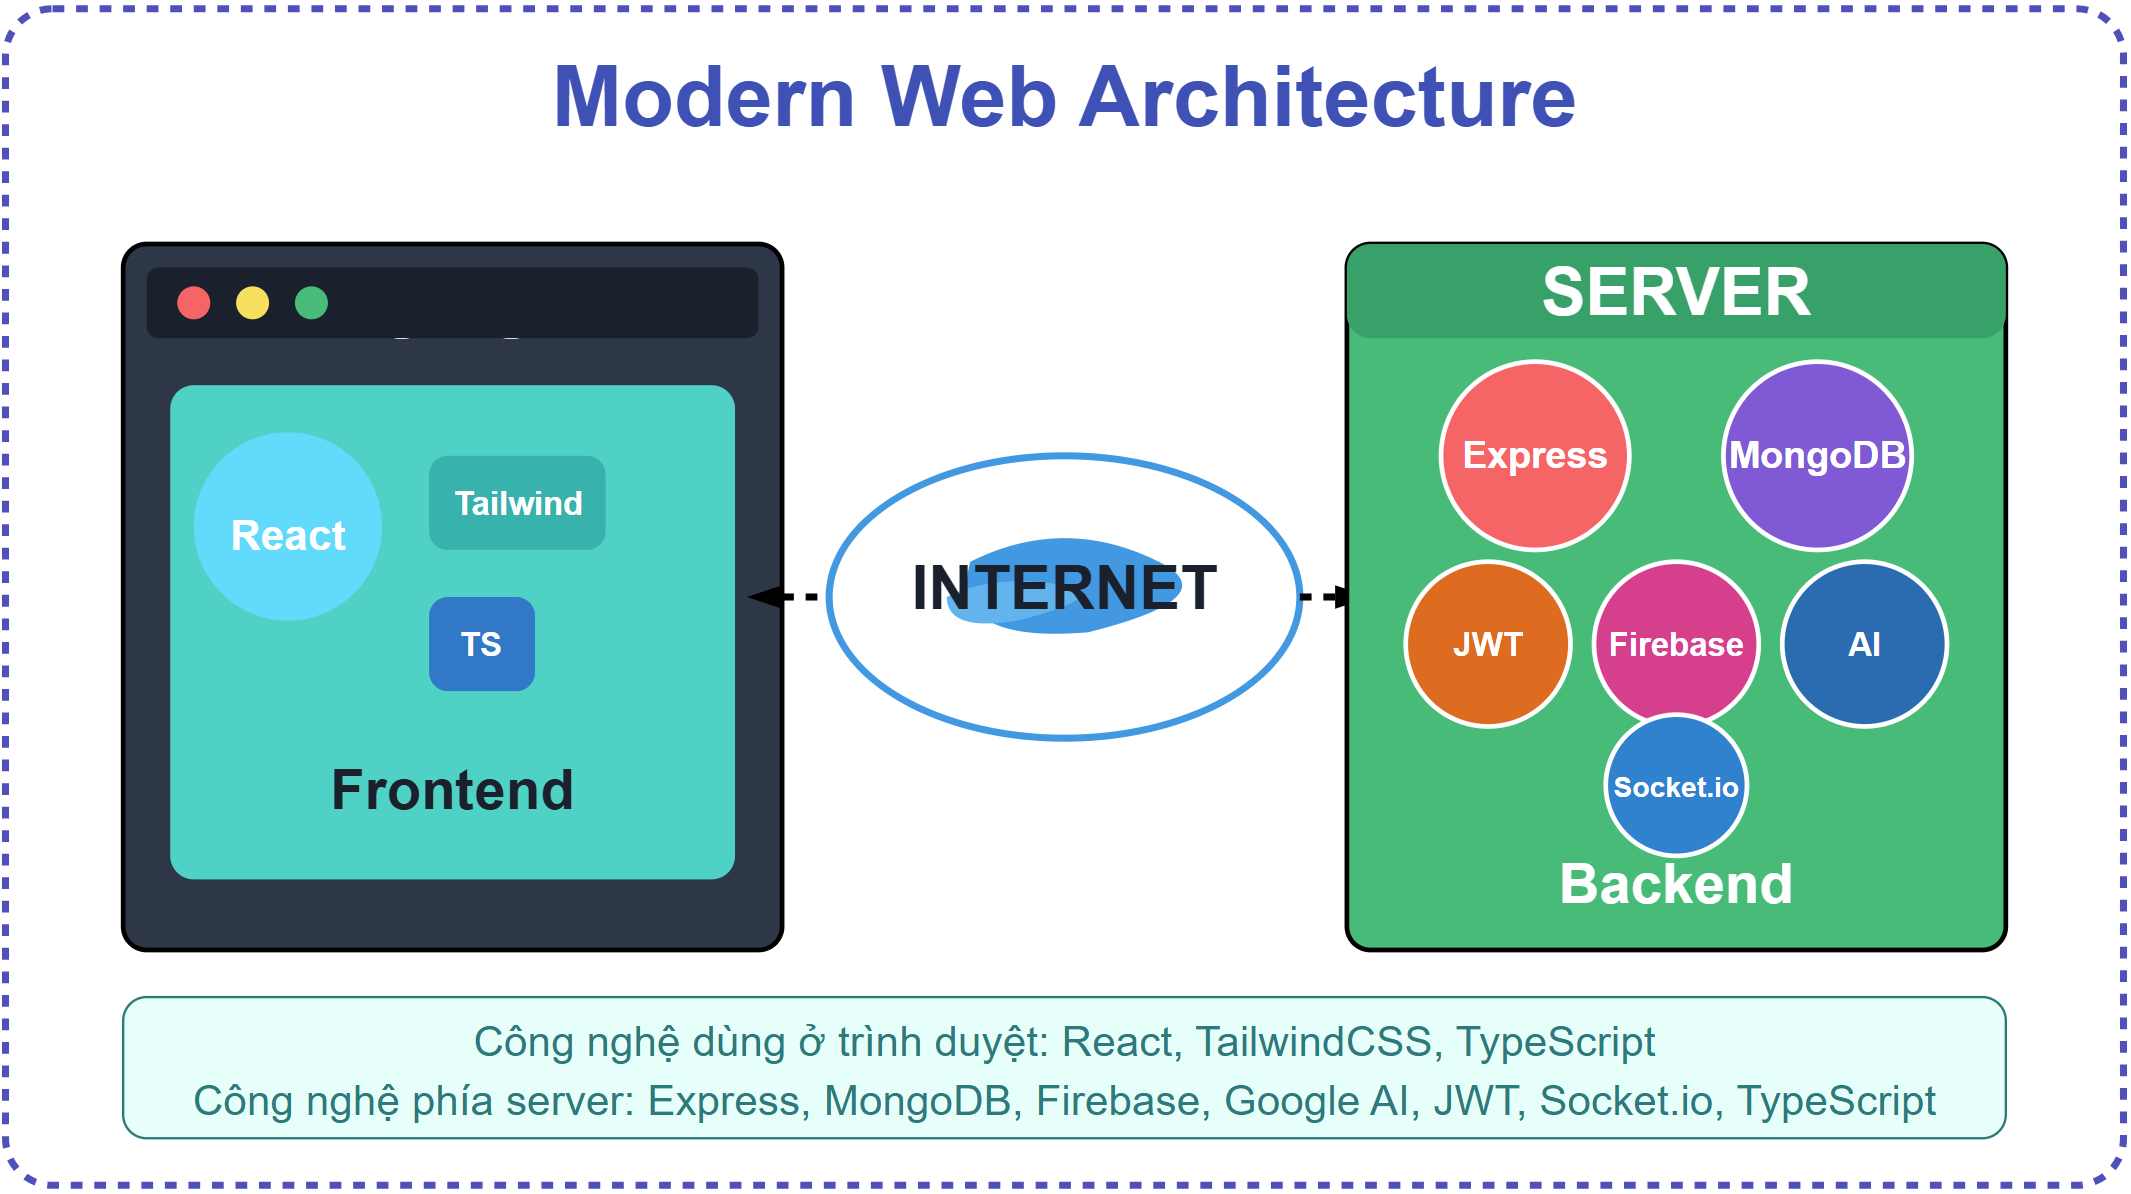 Modern Web Architecture
SERVER
Express
MongoDB
React
Tailwind
TS
INTERNET
JWT
Firebase
AI
Socket.io
Frontend
Backend
Công nghệ dùng ở trình duyệt: React, TailwindCSS, TypeScript
Công nghệ phía server: Express, MongoDB, Firebase, Google AI, JWT, Socket.io, TypeScript